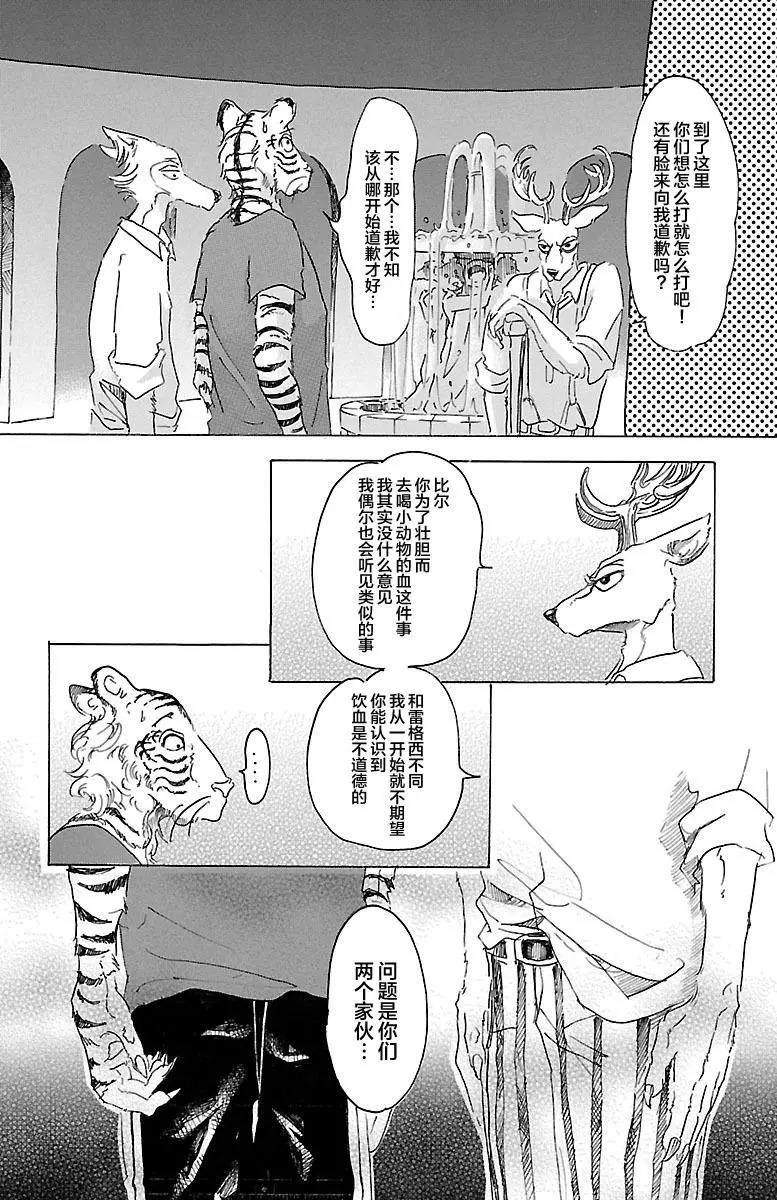 到了这里
你们想怎么打就怎么打吧！
还有脸来向我道歉吗？
不…那个…我不知
该从哪开始道歉才好…
比尔
你为了壮胆而
去喝小动物的血这件事
我其实没什么意见
我偶尔也会听见类似的事
和雷格西不同
我从一开始就不期望
你能认识到
饮血是不道德的
…
问题是你们
两个家伙…